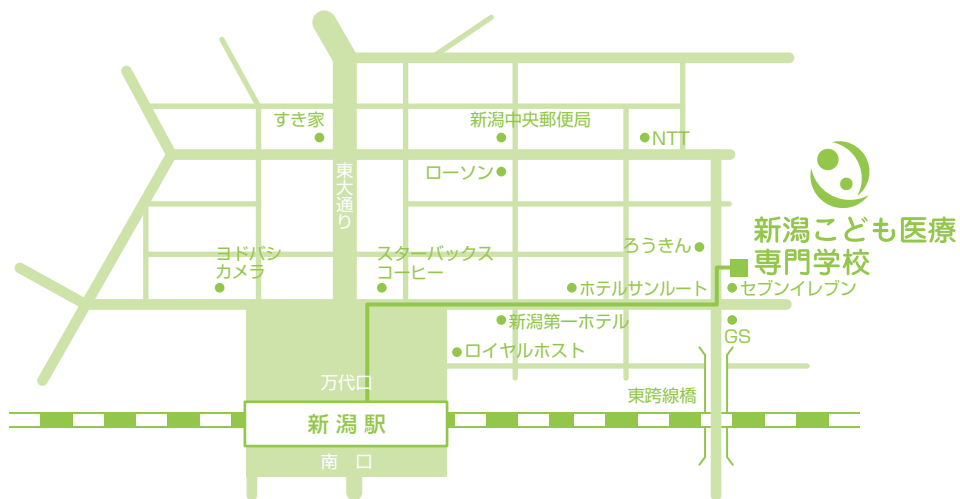 すき家
新潟中央郵便局
NTT
ローソン
東大通り
新潟こども医療
専門学校
ろうきん
ヨドバシ
カメラ
スターバックス
コーヒー
ホテルサンルート
セブンイレブン
新潟第一ホテル
GS
ロイヤルホスト
万代口
東跨線橋
新潟駅
南 口